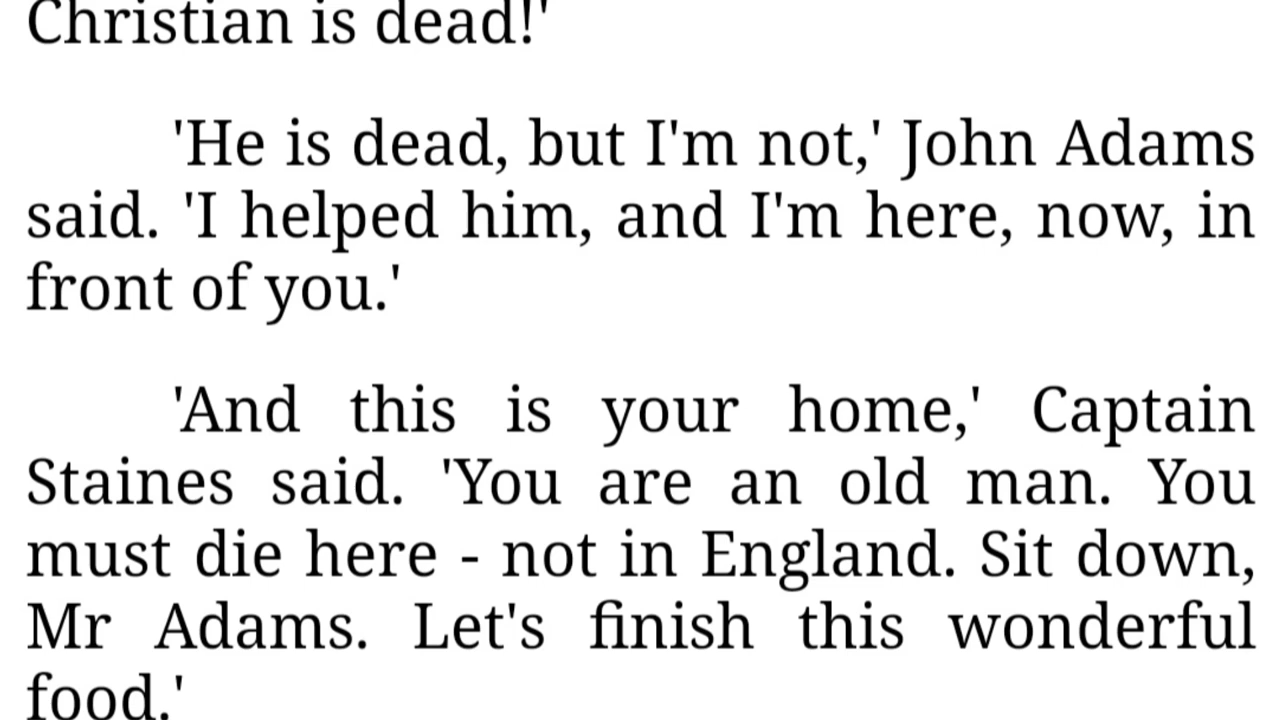 Christian is dead!'
'He is dead, but I'm not,' John Adams
said. 'I helped him, and I'm here, now, in
front of you.'
'And this is your home,' Captain
Staines said. 'You are an old man. You
must die here - not in England. Sit down,
Mr Adams. Let's finish this wonderful
food.'